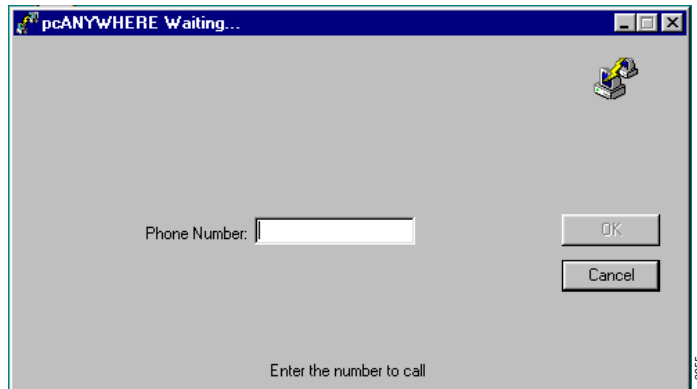 pcANYWHERE Waiting...
Phone Number:
OK
Cancel
Enter the number to call